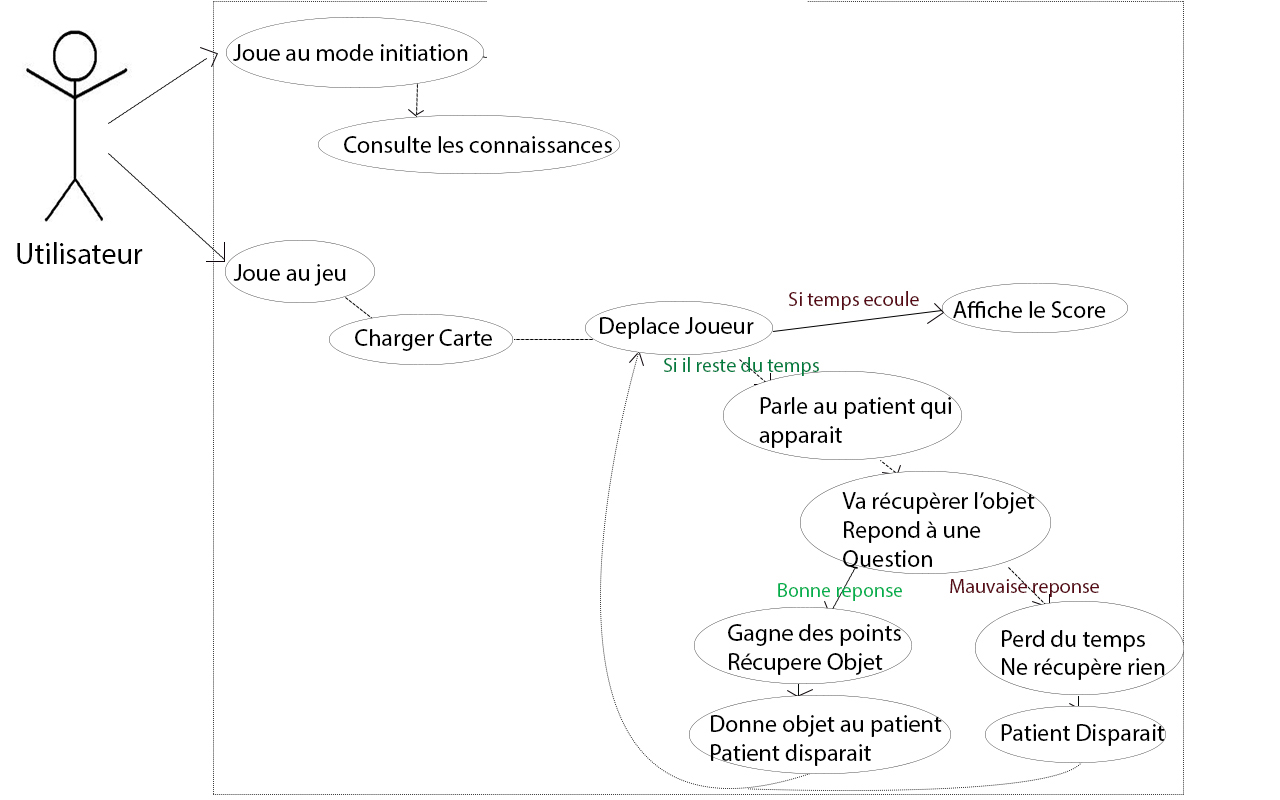 Joue au mode initiation
Consulte les connaissances
Utilisateur
Joue au jeu
Si temps ecoule
Affiche le Score
Deplace Joueur
Charger Carte
Si il reste du temps
Parle au patient qui
apparait
Va récupèrer l'objet
Repond à une
Question
Bonne reponse
Mauvaise reponse
Gagne des points
Récupere Objet
Perd du temps
Ne récupère rien
Donne objet au patient
Patient disparait
Patient Disparait